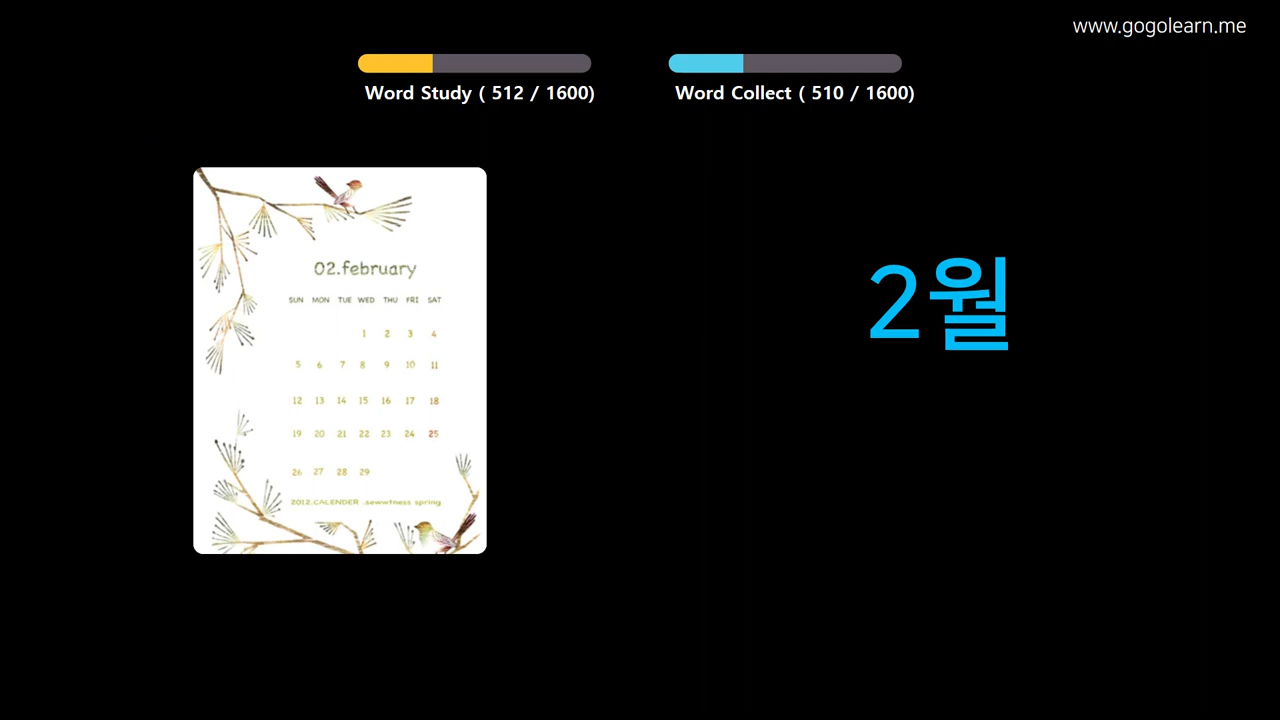 www.gogolearn.me
Word Study ( 512 / 1600)
Word Collect ( 510 / 1600)
02.february
SUN MON TUE WED THU FRI SAT
1 2 3 4
5 6 7 8 9 10 11
12 13 14 15 16 17 18
19 20 21 22 23 24 25
26 27 28 29
2012.CALENDER .sewwtness spring
2월